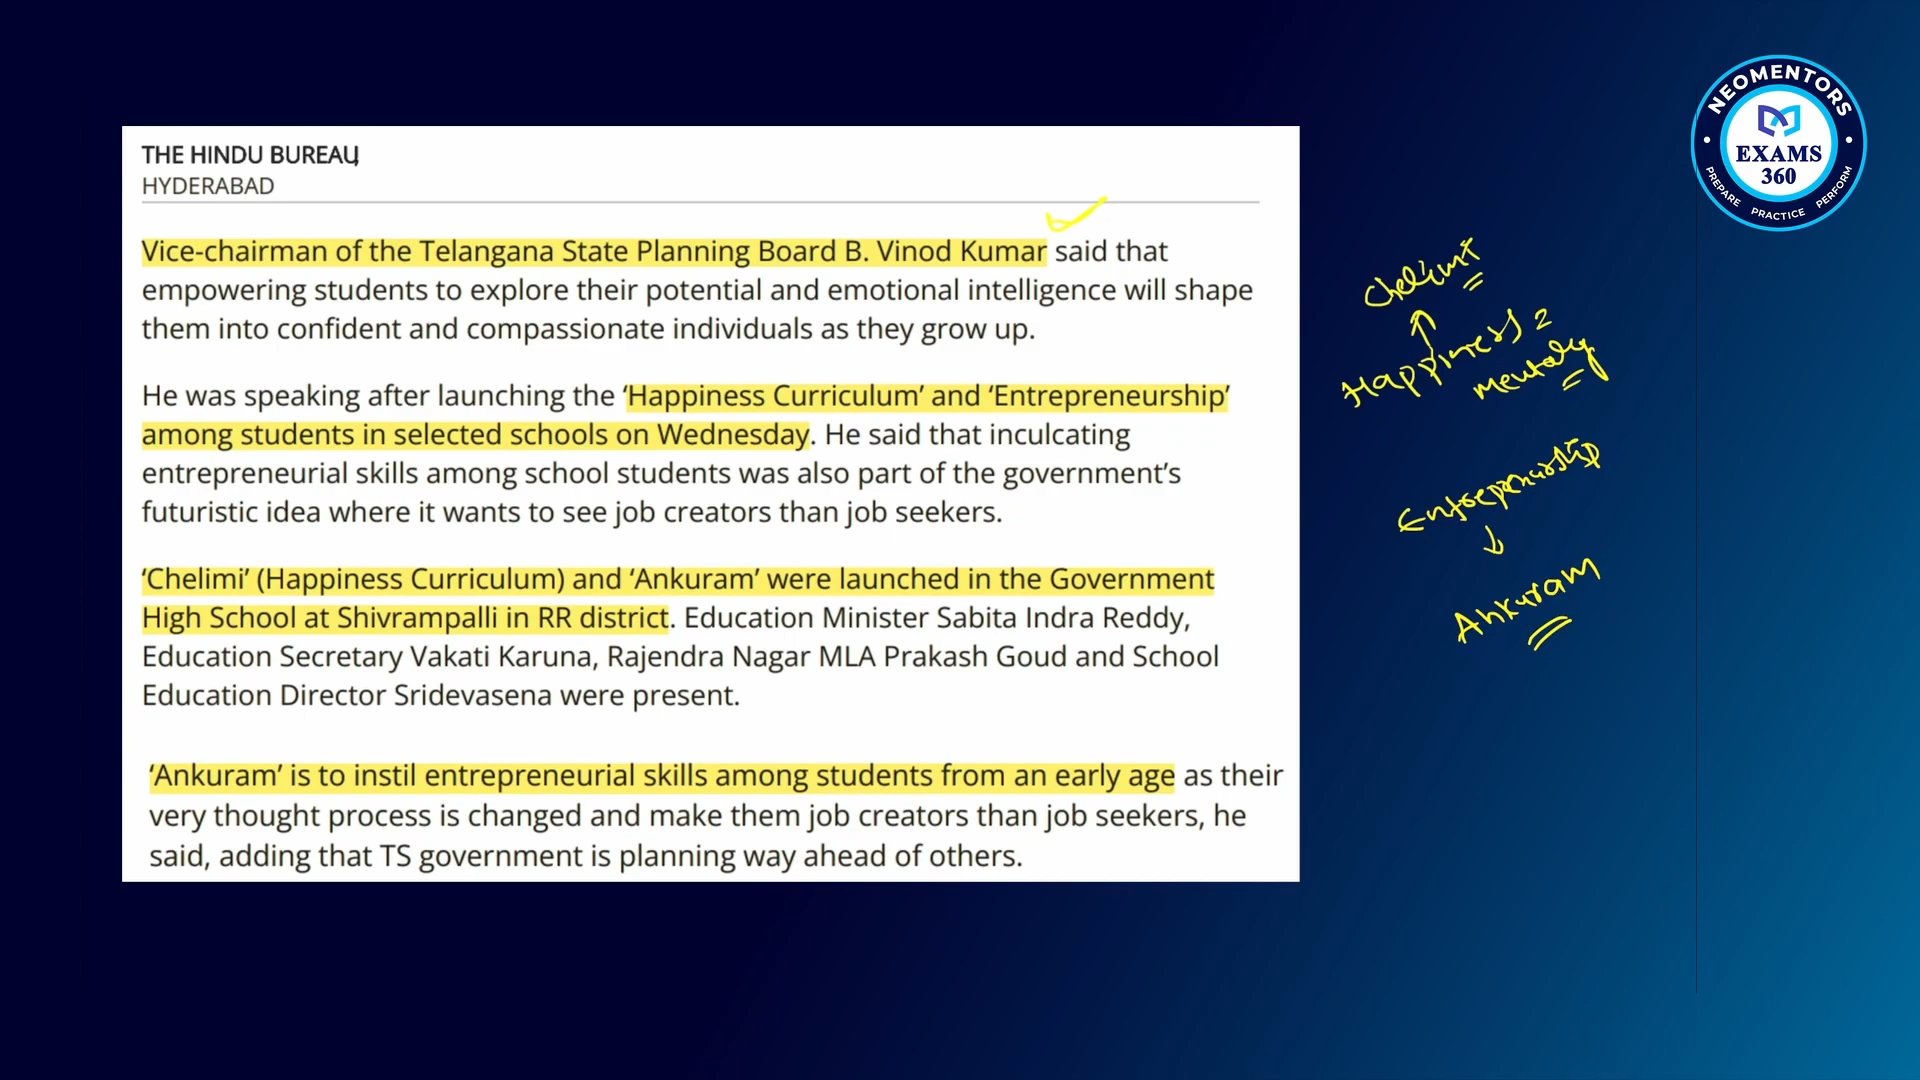 THE HINDU BUREAU
HYDERABAD
Vice-chairman of the Telangana State Planning Board B. Vinod Kumar said that
empowering students to explore their potential and emotional intelligence will shape
them into confident and compassionate individuals as they grow up.
He was speaking after launching the ‘Happiness Curriculum’ and ‘Entrepreneurship’
among students in selected schools on Wednesday. He said that inculcating
entrepreneurial skills among school students was also part of the government’s
futuristic idea where it wants to see job creators than job seekers.
‘Chelimi’ (Happiness Curriculum) and ‘Ankuram’ were launched in the Government
High School at Shivrampalli in RR district. Education Minister Sabita Indra Reddy,
Education Secretary Vakati Karuna, Rajendra Nagar MLA Prakash Goud and School
Education Director Sridevasena were present.
‘Ankuram’ is to instil entrepreneurial skills among students from an early age as their
very thought process is changed and make them job creators than job seekers, he
said, adding that TS government is planning way ahead of others.
Chelimi
Happiness
Ankuram
NEOMENTORS
EXAMS
360
PREPARE PRACTICE PERFORM